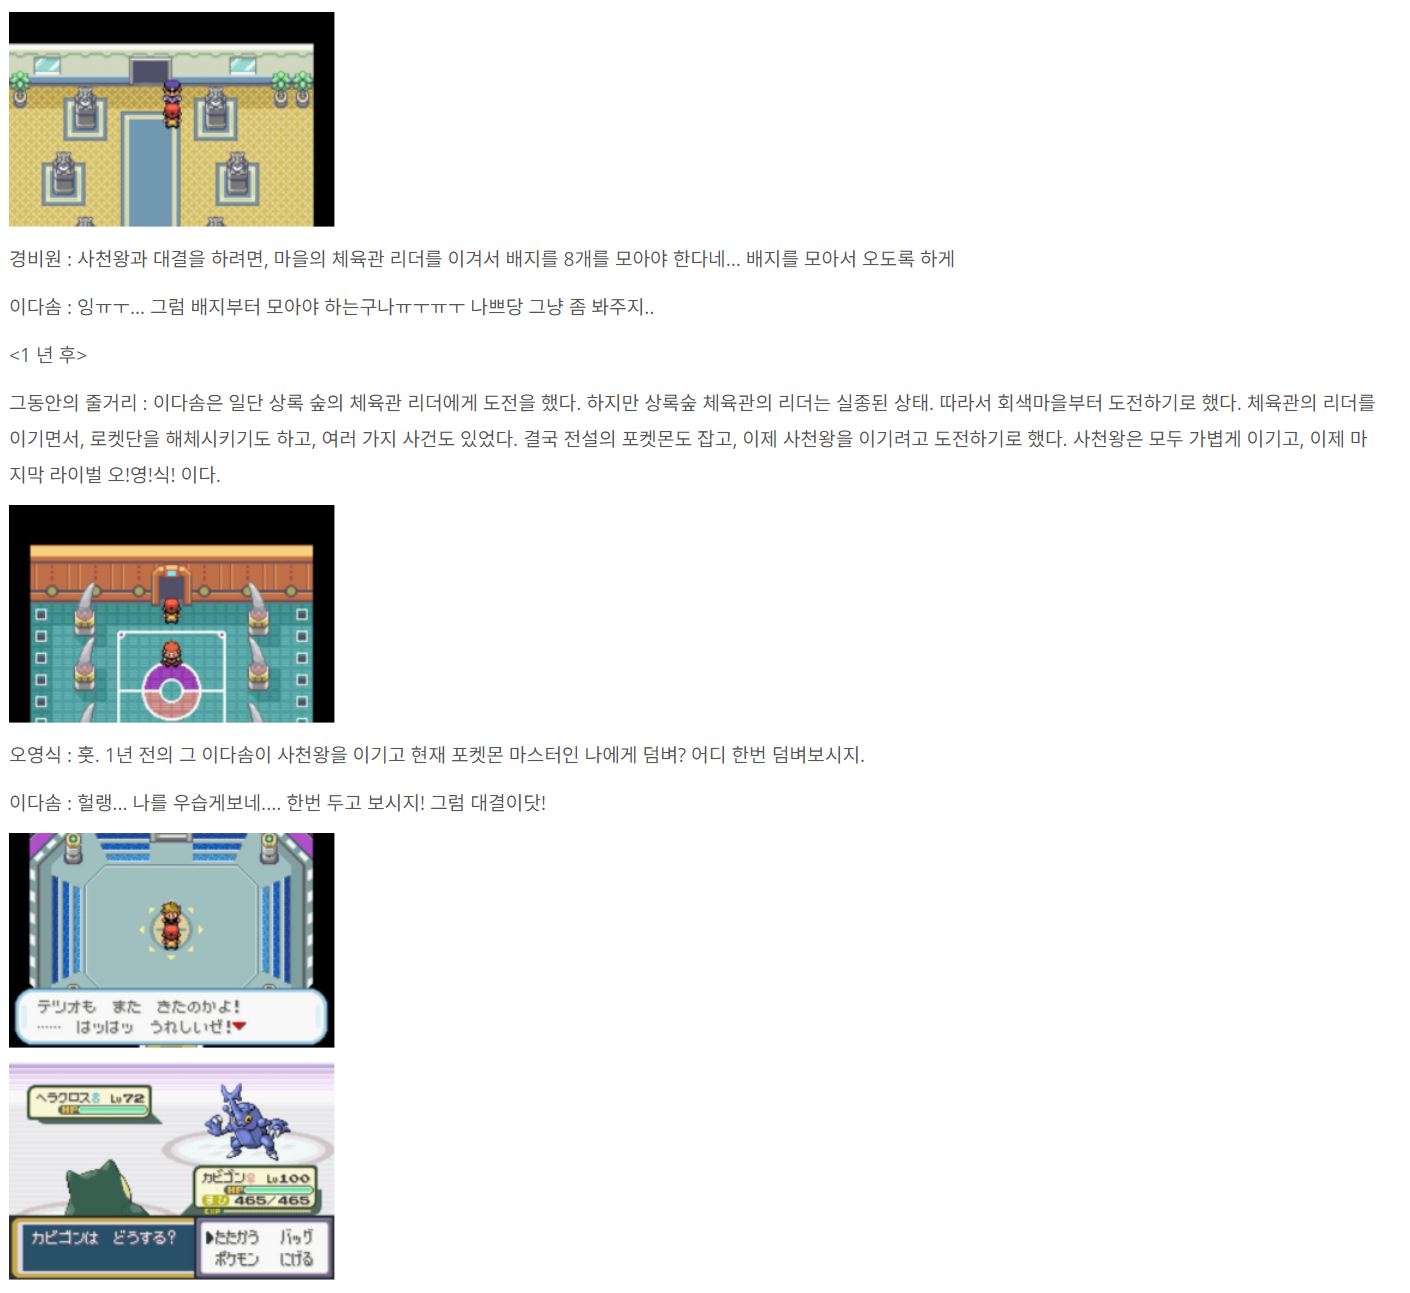 경비원 : 사천왕과 대결을 하려면, 마을의 체육관 리더를 이겨서 배지를 8개를 모아야 한다네... 배지를 모아서 오도록 하게
이다솜 : 잉ㅠㅜ... 그럼 배지부터 모아야 하는구나ㅠㅜㅠㅜ 나쁘당 그냥 좀 봐주지..
<1 년 후>
그동안의 줄거리 : 이다솜은 일단 상록 숲의 체육관 리더에게 도전을 했다. 하지만 상록숲 체육관의 리더는 실종된 상태. 따라서 회색마을부터 도전하기로 했다. 체육관의 리더를
이기면서, 로켓단을 해체시키기도 하고, 여러 가지 사건도 있었다. 결국 전설의 포켓몬도 잡고, 이제 사천왕을 이기려고 도전하기로 했다. 사천왕은 모두 가볍게 이기고, 이제 마
지막 라이벌 오!영!식! 이다.
오영식 : 훗. 1년 전의 그 이다솜이 사천왕을 이기고 현재 포켓몬 마스터인 나에게 덤벼? 어디 한번 덤벼보시지.
이다솜 : 헐랭... 나를 우습게보네.... 한번 두고 보시지! 그럼 대결이닷!
テツオも また きたのかよ!
…… はッはッ うれしいぜ!
ヘラクロス♂ Lv72
HP
カビゴン♀ Lv100
HP
まひ 465/465
EXP
カビゴンは どうする?
たたかう バッグ
ポケモン にげる